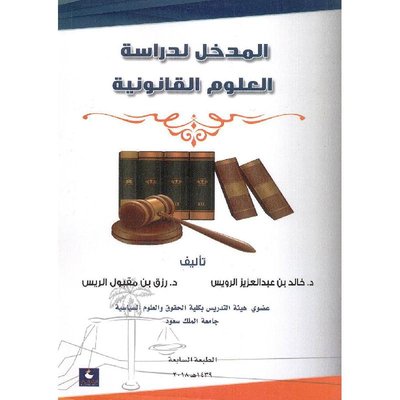 المدخل لدراسة
العلوم القانونية
تأليف
د. خالد بن عبدالعزيز الرويس
د. رزق بن مقبول الريس
عضوي هيئة التدريس بكلية الحقوق والعلوم السياسية
جامعة الملك سعود
الطبعة السابعة
١٤٣٩هـ-٢٠١٨م